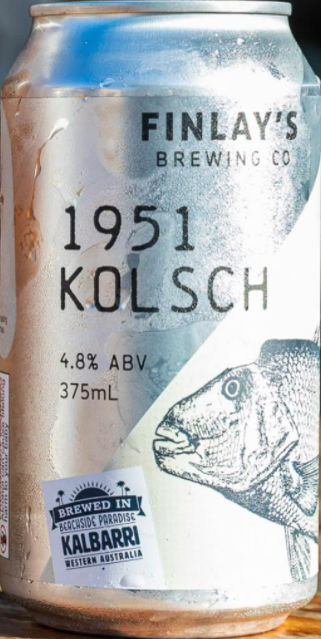 FINLAY'S
BREWING CO
1951
KOLSCH
4.8% ABV
375mL
BREWED IN
BEACHSIDE PARADISE
KALBARRI
WESTERN AUSTRALIA